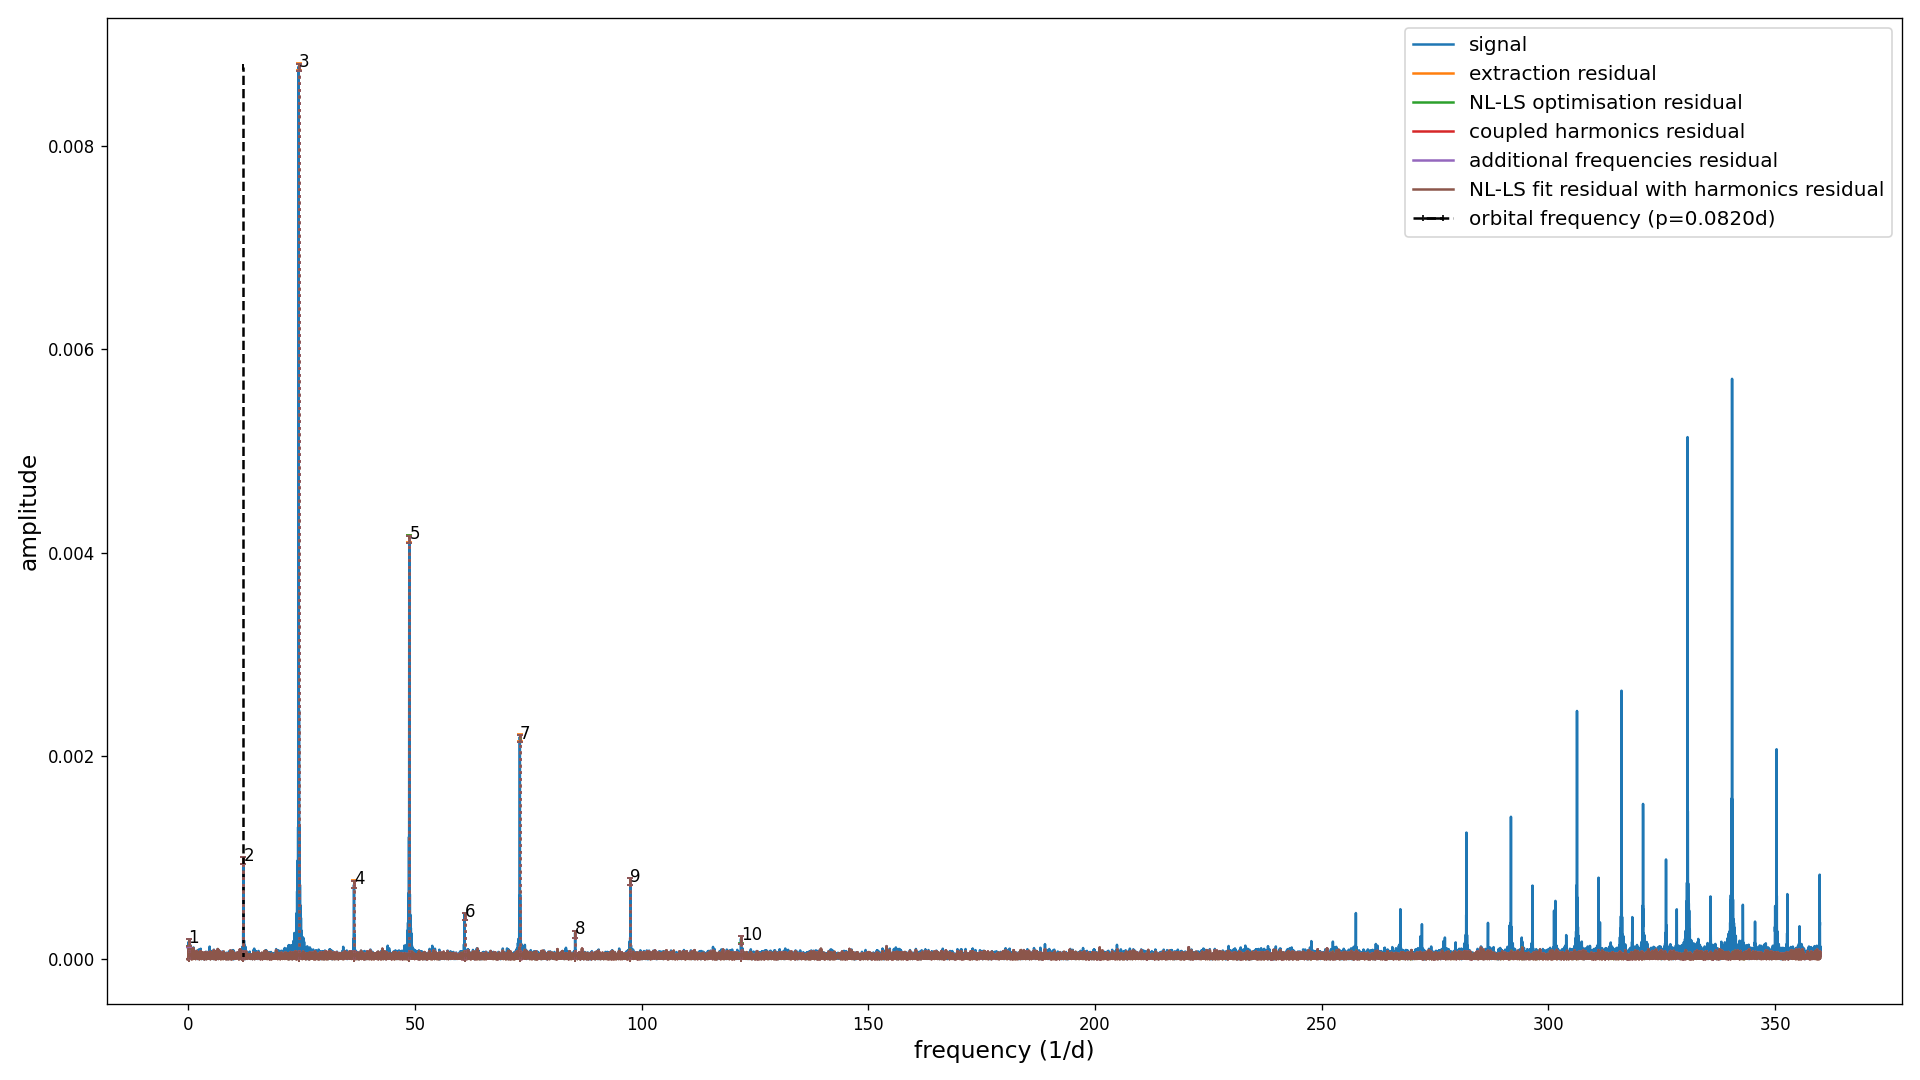 signal
extraction residual
NL-LS optimisation residual
coupled harmonics residual
additional frequencies residual
NL-LS fit residual with harmonics residual
orbital frequency (p=0.0820d)
3
5
7
2
4
9
6
8
10
1
0.008
0.006
0.004
0.002
0.000
amplitude
0 50 100 150 200 250 300 350
frequency (1/d)